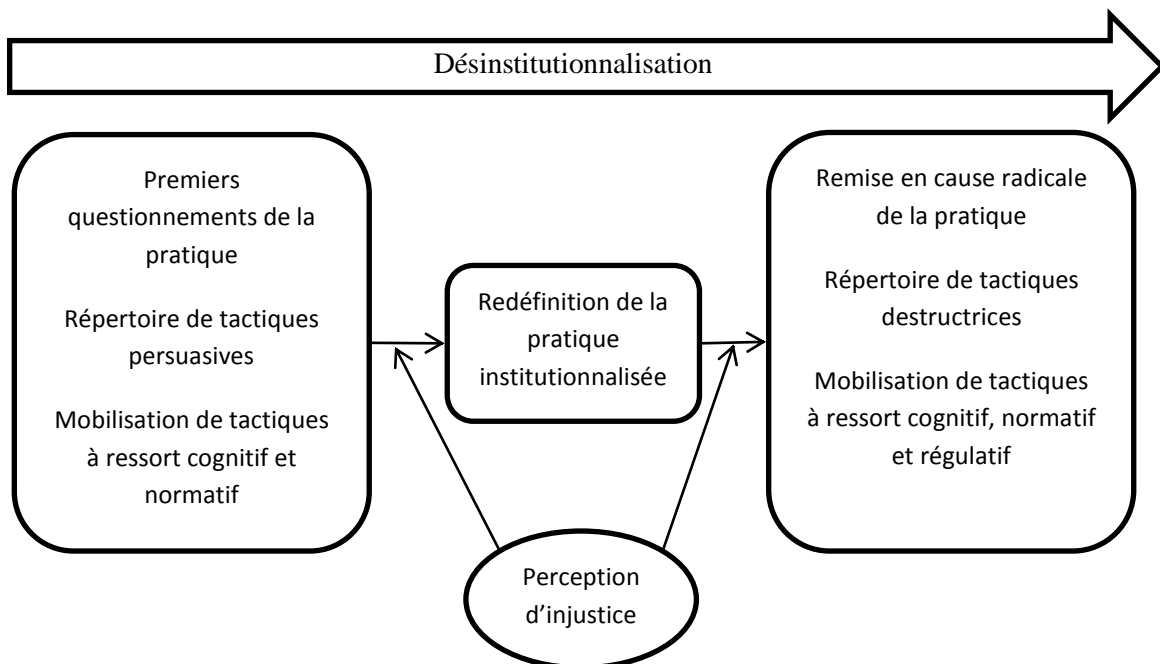 Désinstitutionnalisation
Premiers
questionnements de la
pratique
Répertoire de tactiques
persuasives
Mobilisation de tactiques
à ressort cognitif et
normatif
Redéfinition de la
pratique
institutionnalisée
Perception
d’injustice
Remise en cause radicale
de la pratique
Répertoire de tactiques
destructrices
Mobilisation de tactiques
à ressort cognitif, normatif
et régulatif